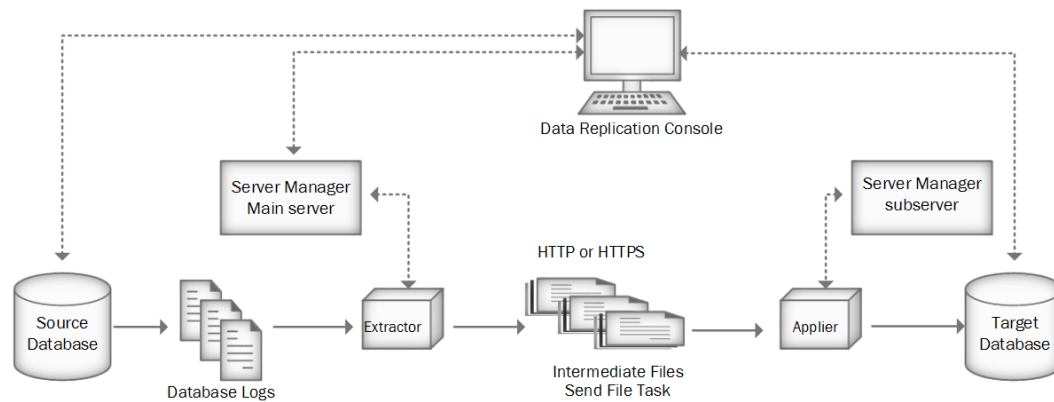 Data Replication Console
Server Manager
Main server
Server Manager
subserver
HTTP or HTTPS
Source
Database
Extractor
Applier
Target
Database
Database Logs
Intermediate Files
Send File Task